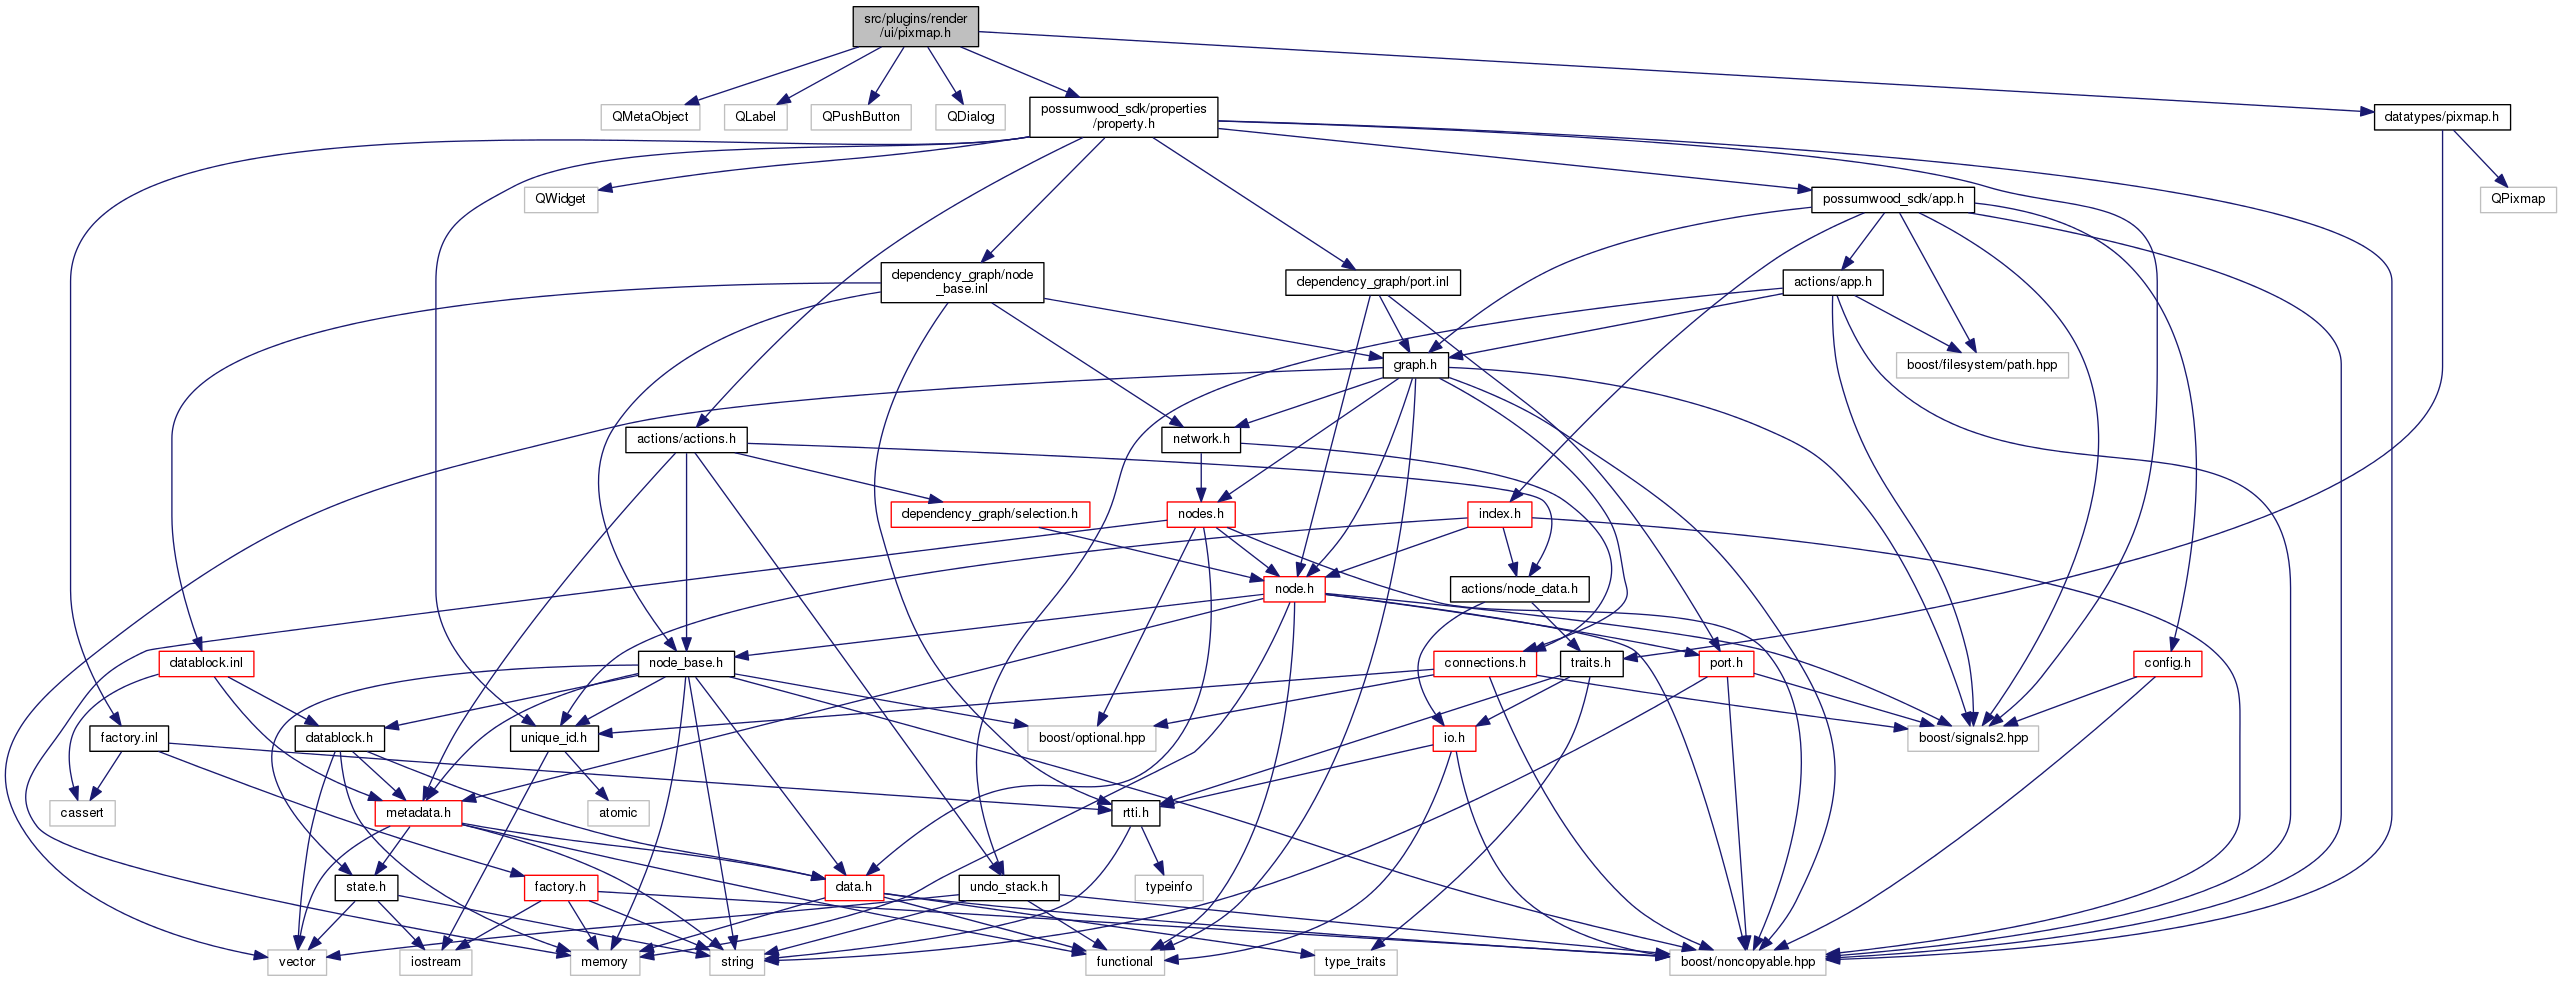 src/plugins/render
/ui/pixmap.h
QMetaObject
QLabel
QPushButton
QDialog
possumwood_sdk/properties
/property.h
datatypes/pixmap.h
QWidget
possumwood_sdk/app.h
QPixmap
dependency_graph/node
_base.inl
dependency_graph/port.inl
actions/app.h
graph.h
boost/filesystem/path.hpp
actions/actions.h
network.h
dependency_graph/selection.h
nodes.h
index.h
node.h
actions/node_data.h
datablock.inl
node_base.h
connections.h
traits.h
port.h
config.h
factory.inl
datablock.h
unique_id.h
boost/optional.hpp
io.h
boost/signals2.hpp
cassert
metadata.h
atomic
rtti.h
state.h
factory.h
data.h
undo_stack.h
typeinfo
vector
iostream
memory
string
functional
type_traits
boost/noncopyable.hpp